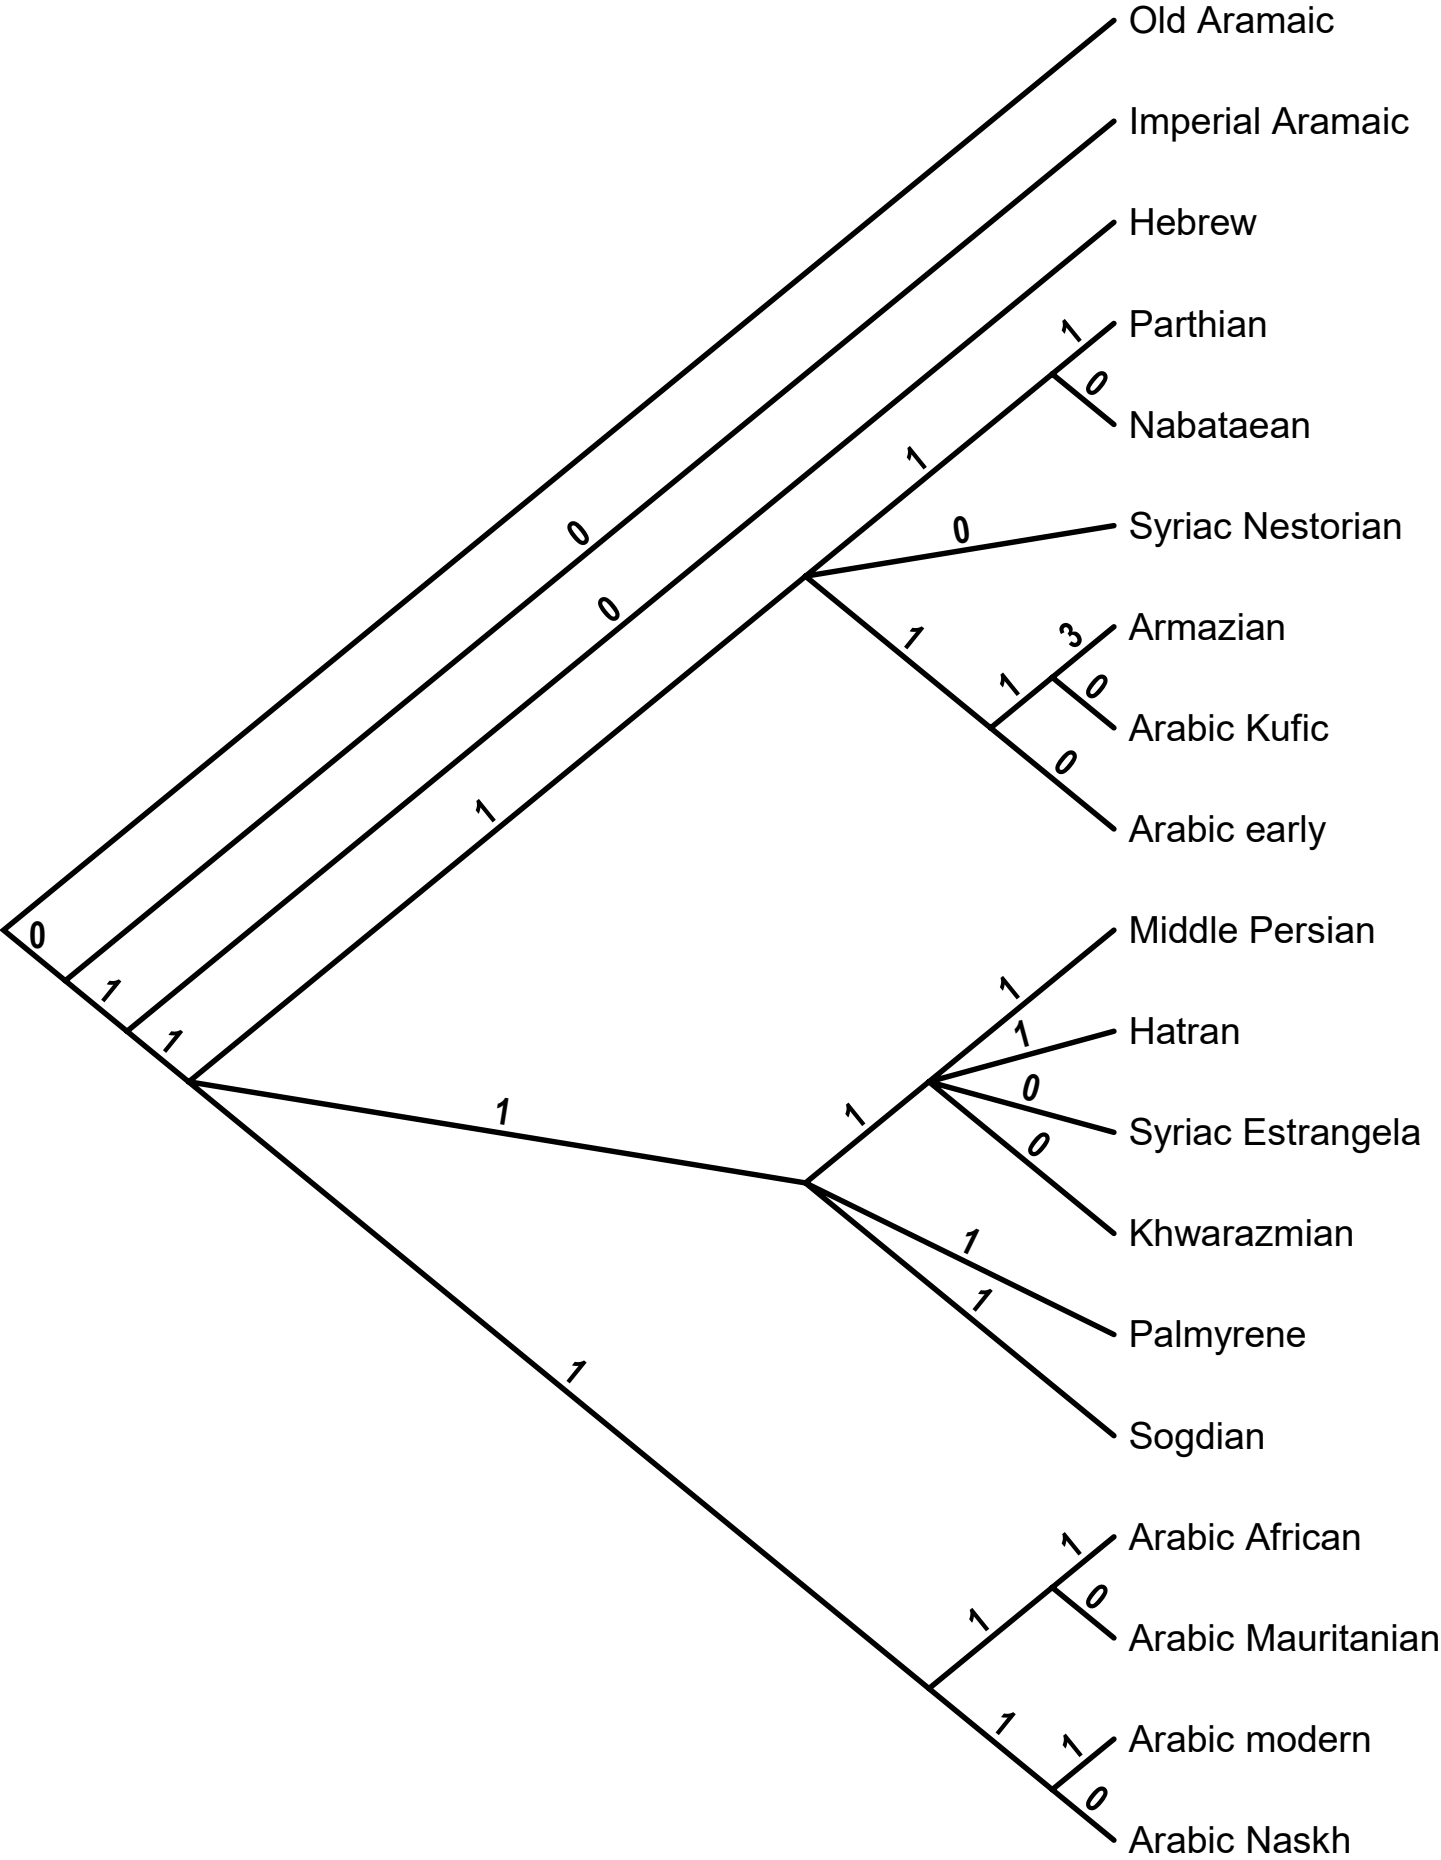 Old Aramaic
Imperial Aramaic
Hebrew
1 Parthian
0 Nabataean
1
0 Syriac Nestorian
0
0
1
3 Armazian
1
0 Arabic Kufic
0
Arabic early
1
0
Middle Persian
1
1
1
Hatran
1
0
1
1
Syriac Estrangela
0
Khwarazmian
1
Palmyrene
1
1
Sogdian
1 Arabic African
0
1
Arabic Mauritanian
1
1 Arabic modern
0
Arabic Naskh